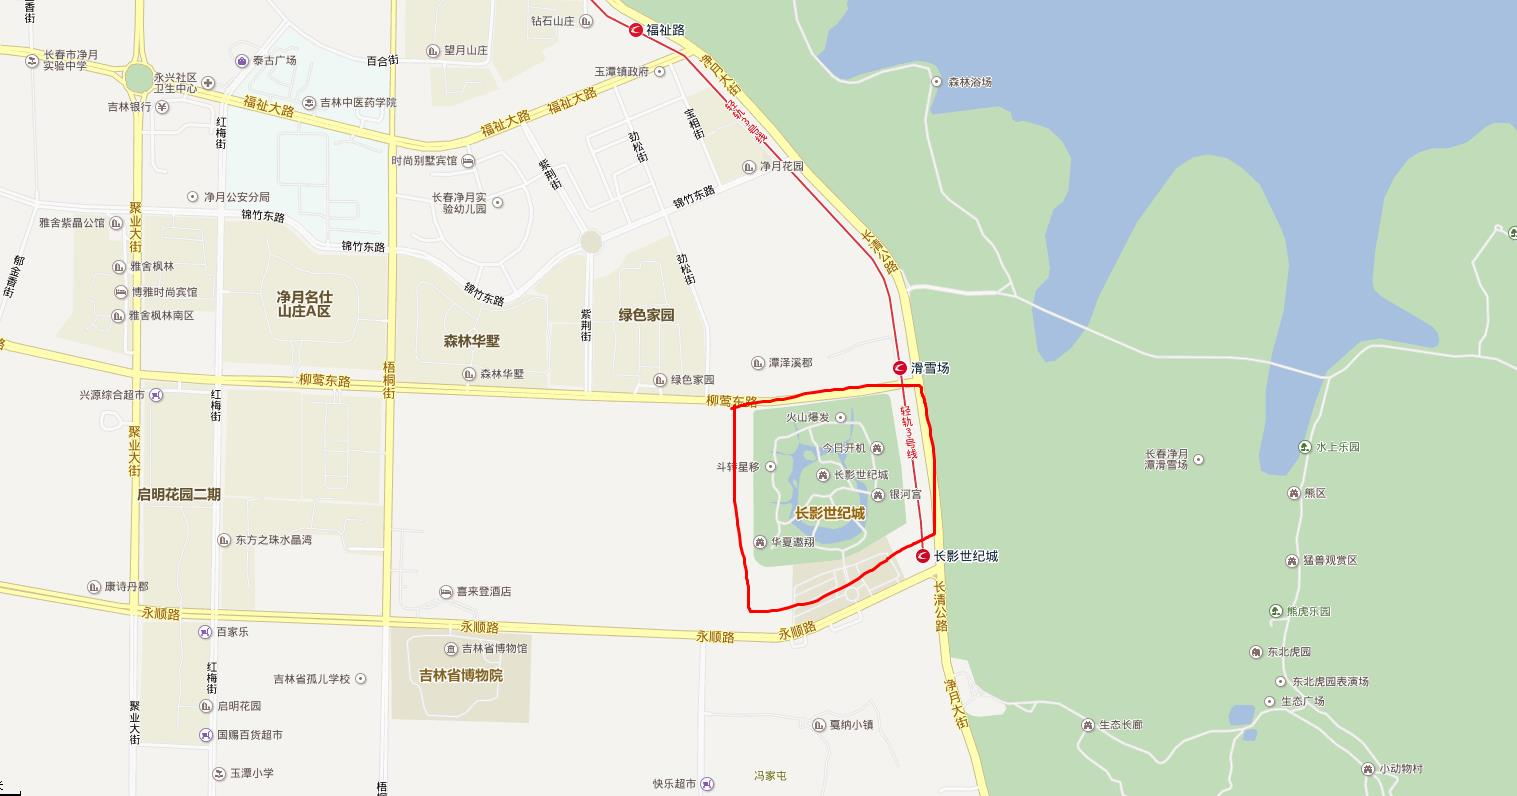 香街
钻石山庄
福祉路
长春市净月
实验中学
泰古广场
百合街
望月山庄
永兴社区
卫生中心
玉潭镇政府
净月大街
森林浴场
吉林银行
福祉大路
吉林中医药学院
福祉大路
福祉大路
轻轨3号线
红梅街
宝相街
劲松街
时尚别墅宾馆
紫荆街
净月花园
净月公安分局
长春净月实
验幼儿园
锦竹东路
雅舍紫晶公馆
聚业大街
锦竹东路
锦竹东路
长清公路
郁金香街
雅舍枫林
劲松街
博雅时尚宾馆
净月名仕
山庄A区
锦竹东路
雅舍枫林南区
绿色家园
紫荆街
森林华墅
路
潭泽溪郡
滑雪场
柳莺东路
梧桐街
森林华墅
绿色家园
兴源综合超市
红梅街
柳莺东路
火山爆发
轻轨3号线
聚业大街
今日开机
水上乐园
长春净月
潭滑雪场
斗转星移
长影世纪城
启明花园二期
银河宫
熊区
长影世纪城
东方之珠水晶湾
华夏遨翔
长影世纪城
猛兽观赏区
康诗丹郡
喜来登酒店
长清公路
永顺路
熊虎乐园
百家乐
永顺路
永顺路
永顺路
吉林省博物馆
东北虎园
红梅街
吉林省孤儿学校
吉林省博物院
净月大街
东北虎园表演场
启明花园
生态广场
聚业大街
国赐百货超市
戛纳小镇
生态长廊
玉潭小学
快乐超市
冯家屯
小动物村
梧